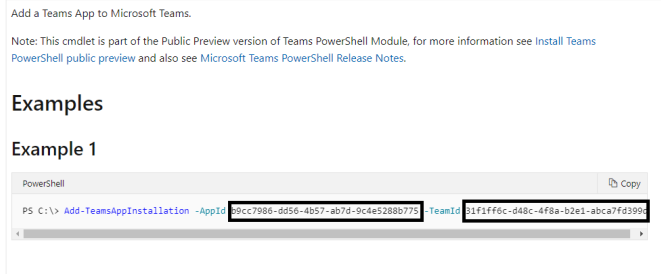 Add a Teams App to Microsoft Teams.
Note: This cmdlet is part of the Public Preview version of Teams PowerShell Module, for more information see Install Teams
PowerShell public preview and also see Microsoft Teams PowerShell Release Notes.
Examples
Example 1
PowerShell
Copy
PS C:\> Add-TeamsAppInstallation -AppId b9cc7986-dd56-4b57-ab7d-9c4e5288b775 -TeamId 31f1ff6c-d48c-4f8a-b2e1-abca7fd399d